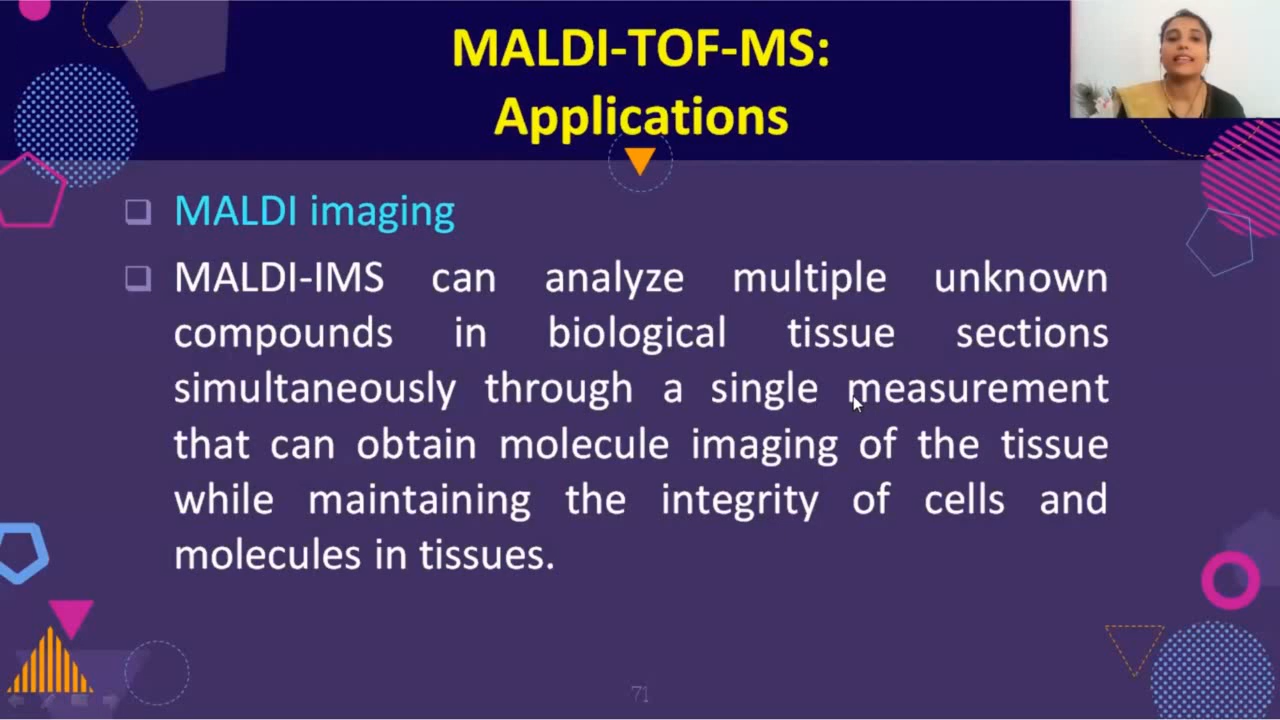 MALDI-TOF-MS:
Applications
MALDI imaging
MALDI-IMS can analyze multiple unknown
compounds in biological tissue sections
simultaneously through a single measurement
that can obtain molecule imaging of the tissue
while maintaining the integrity of cells and
molecules in tissues.
71